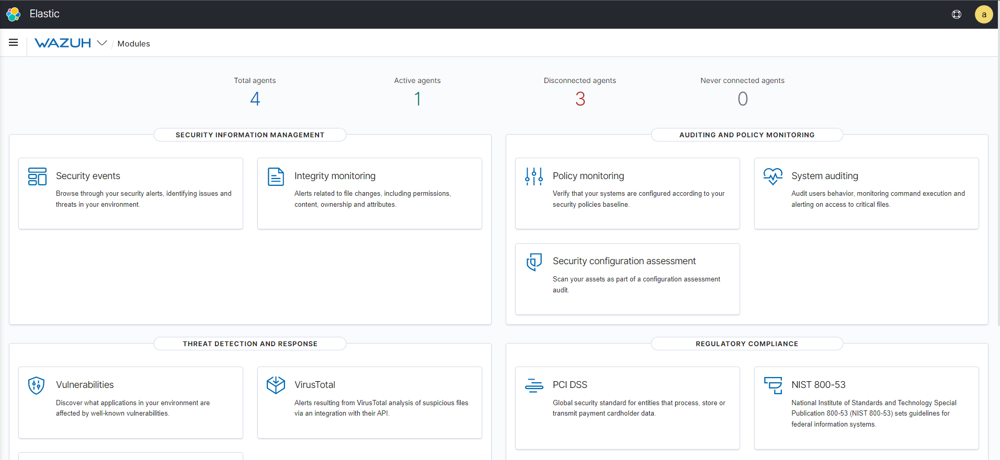 Elastic
a
WAZUH / Modules
Total agents
4
Active agents
1
Disconnected agents
3
Never connected agents
0
SECURITY INFORMATION MANAGEMENT
Security events
Browse through your security alerts, identifying issues and
threats in your environment.
Integrity monitoring
Alerts related to file changes, including permissions,
content, ownership and attributes.
AUDITING AND POLICY MONITORING
Policy monitoring
Verify that your systems are configured according to your
security policies baseline.
System auditing
Audit users behavior, monitoring command execution and
alerting on access to critical files.
Security configuration assessment
Scan your assets as part of a configuration assessment
audit.
THREAT DETECTION AND RESPONSE
Vulnerabilities
Discover what applications in your environment are
affected by well-known vulnerabilities.
VirusTotal
Alerts resulting from VirusTotal analysis of suspicious files
via an integration with their API.
REGULATORY COMPLIANCE
PCI DSS
Global security standard for entities that process, store or
transmit payment cardholder data.
NIST 800-53
National Institute of Standards and Technology Special
Publication 800-53 (NIST 800-53) sets guidelines for
federal information systems.